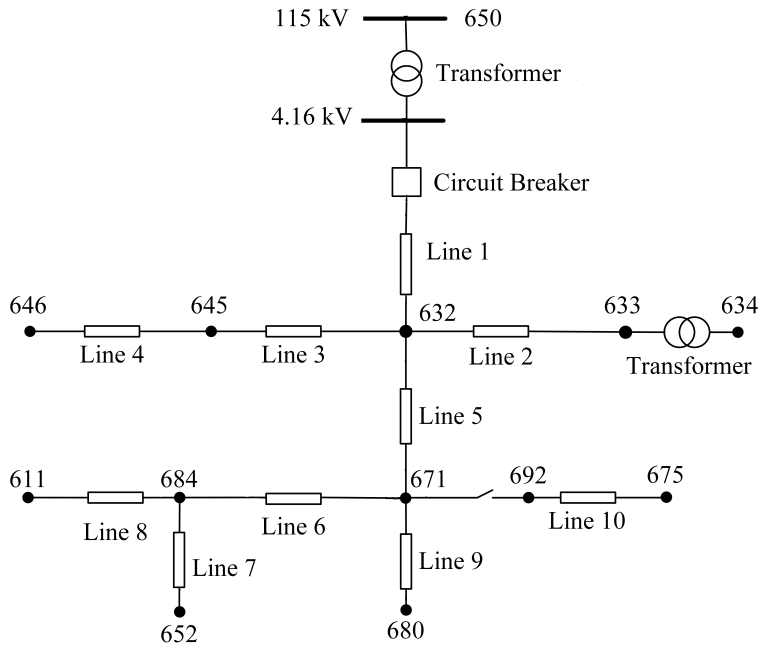 115 kV
650
Transformer
4.16 kV
Circuit Breaker
Line 1
646
645
632
633
634
Line 4
Line 3
Line 2
Transformer
Line 5
611
684
671
692
675
Line 8
Line 6
Line 10
Line 7
Line 9
652
680